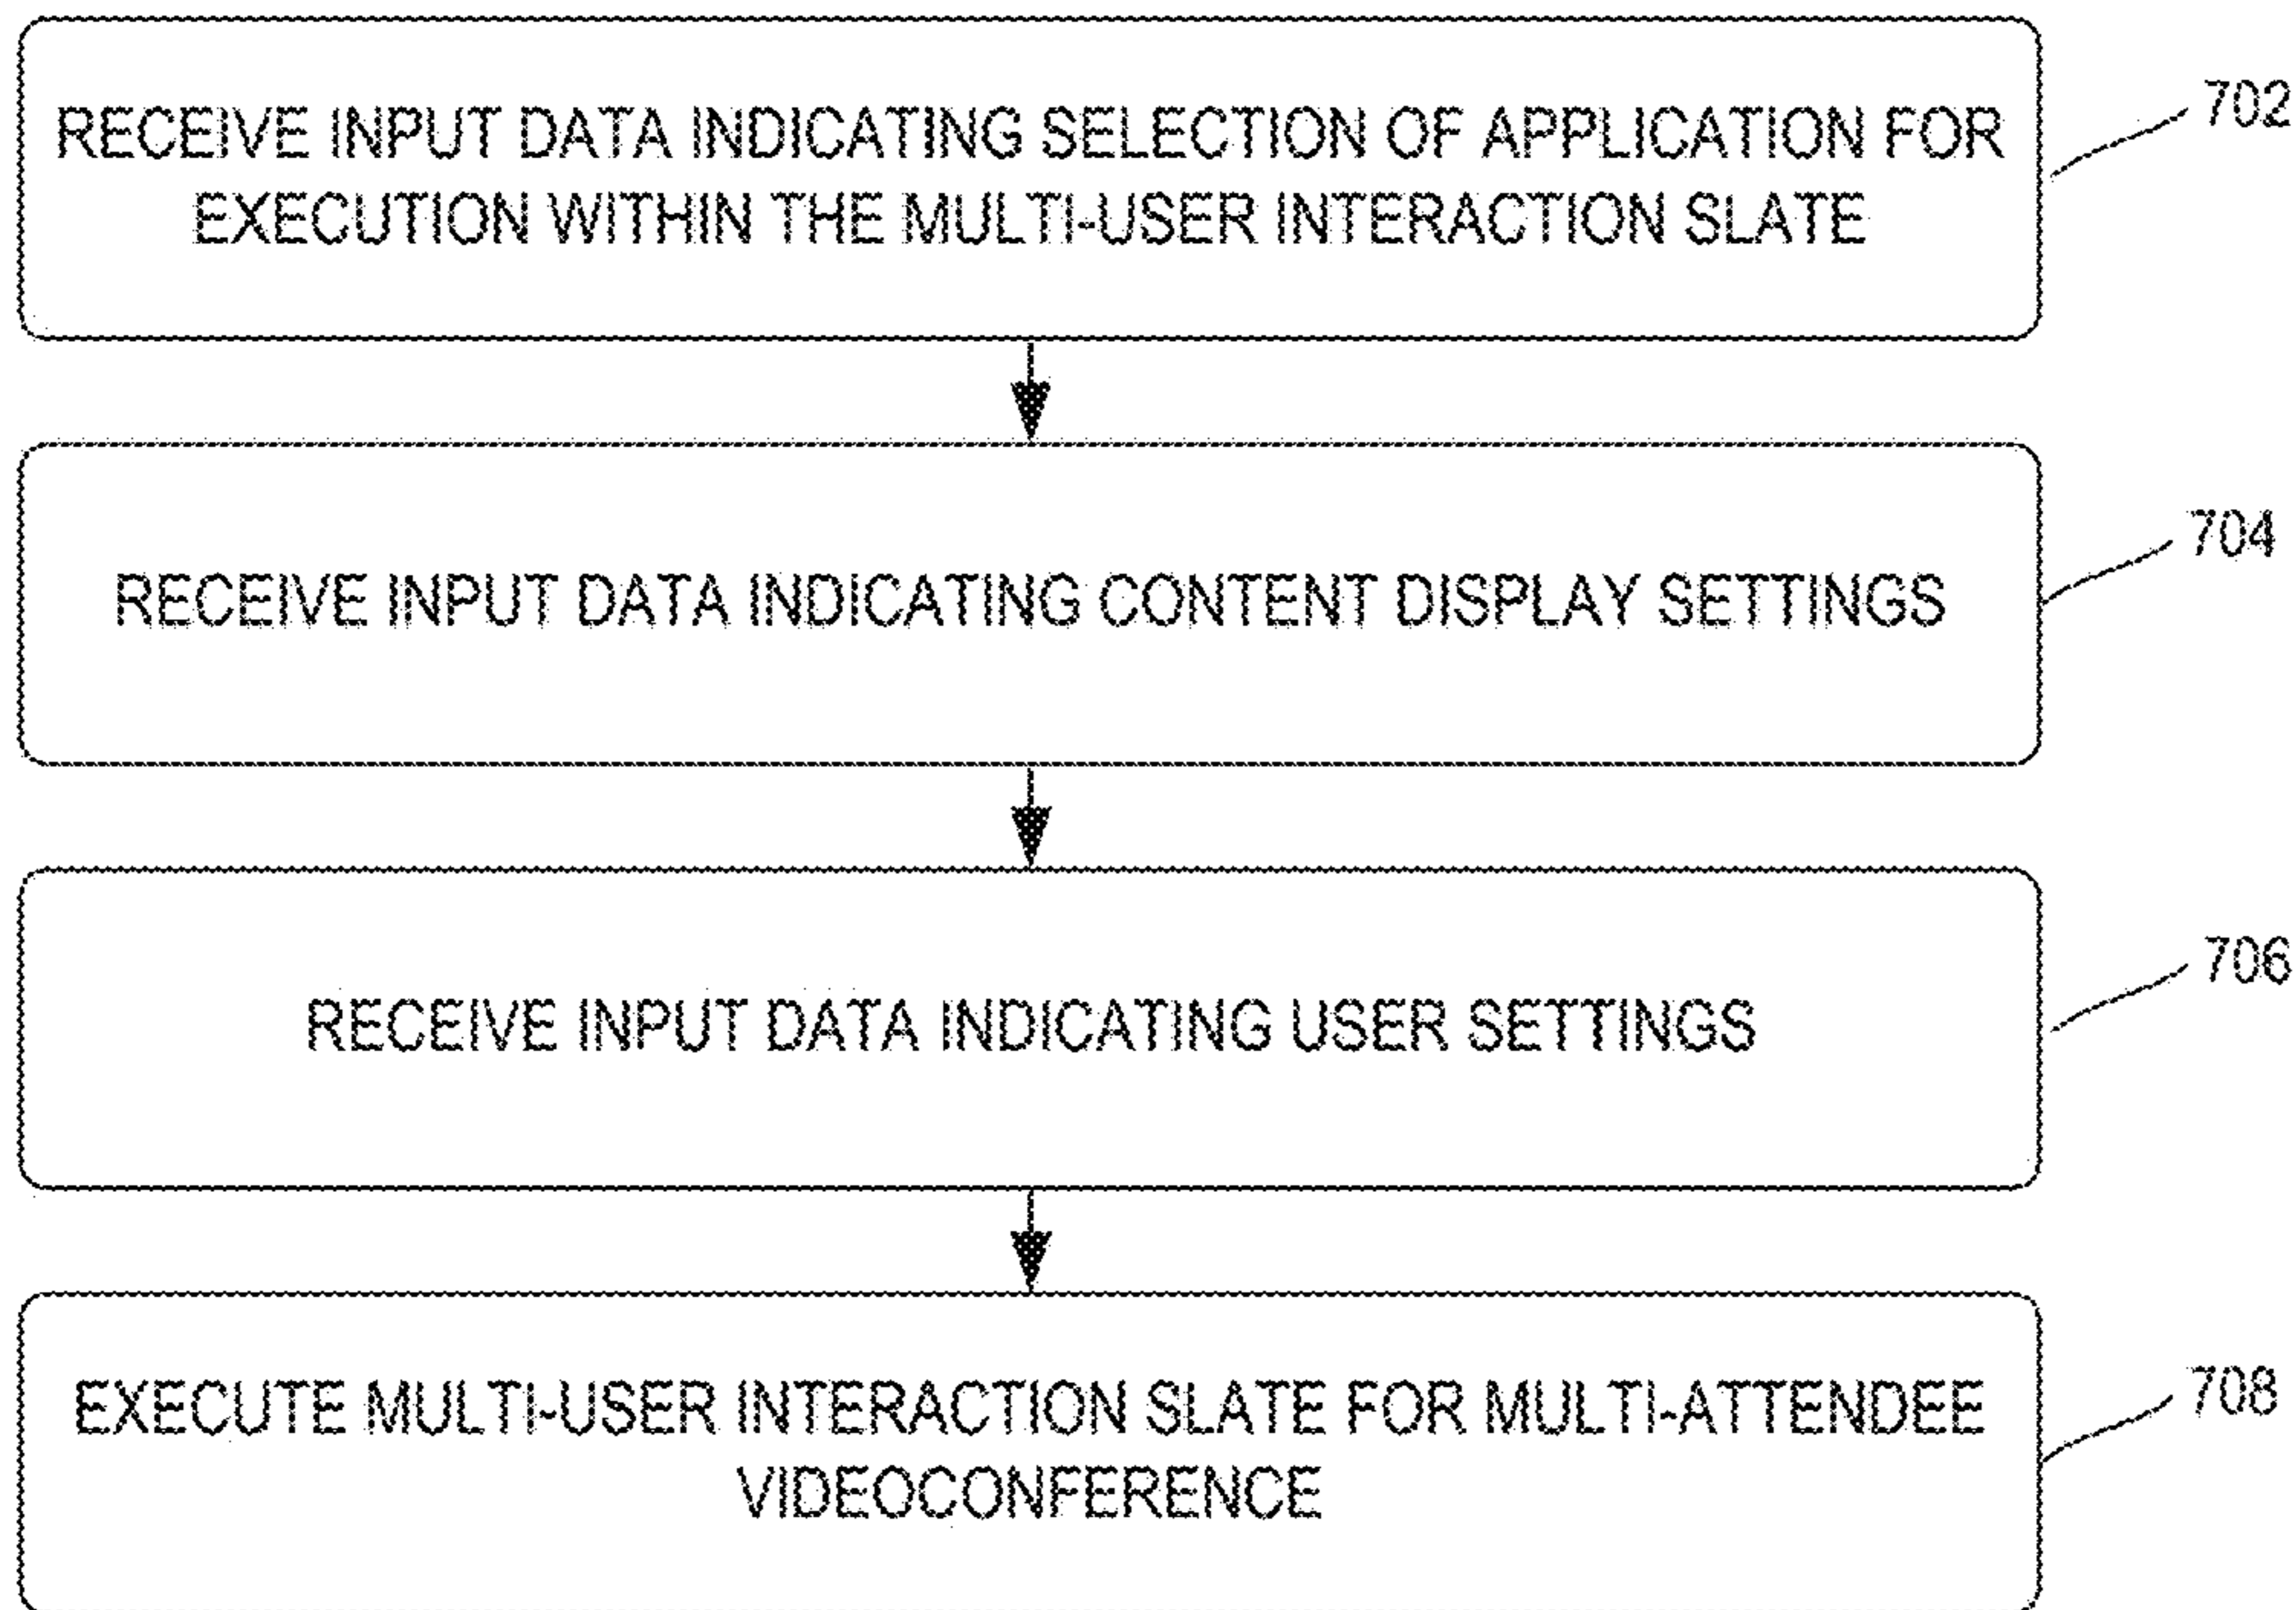 RECEIVE INPUT DATA INDICATING SELECTION OF APPLICATION FOR
EXECUTION WITHIN THE MULTI-USER INTERACTION SLATE
702
RECEIVE INPUT DATA INDICATING CONTENT DISPLAY SETTINGS
704
RECEIVE INPUT DATA INDICATING USER SETTINGS
706
EXECUTE MULTI-USER INTERACTION SLATE FOR MULTI-ATTENDEE
VIDEOCONFERENCE
708